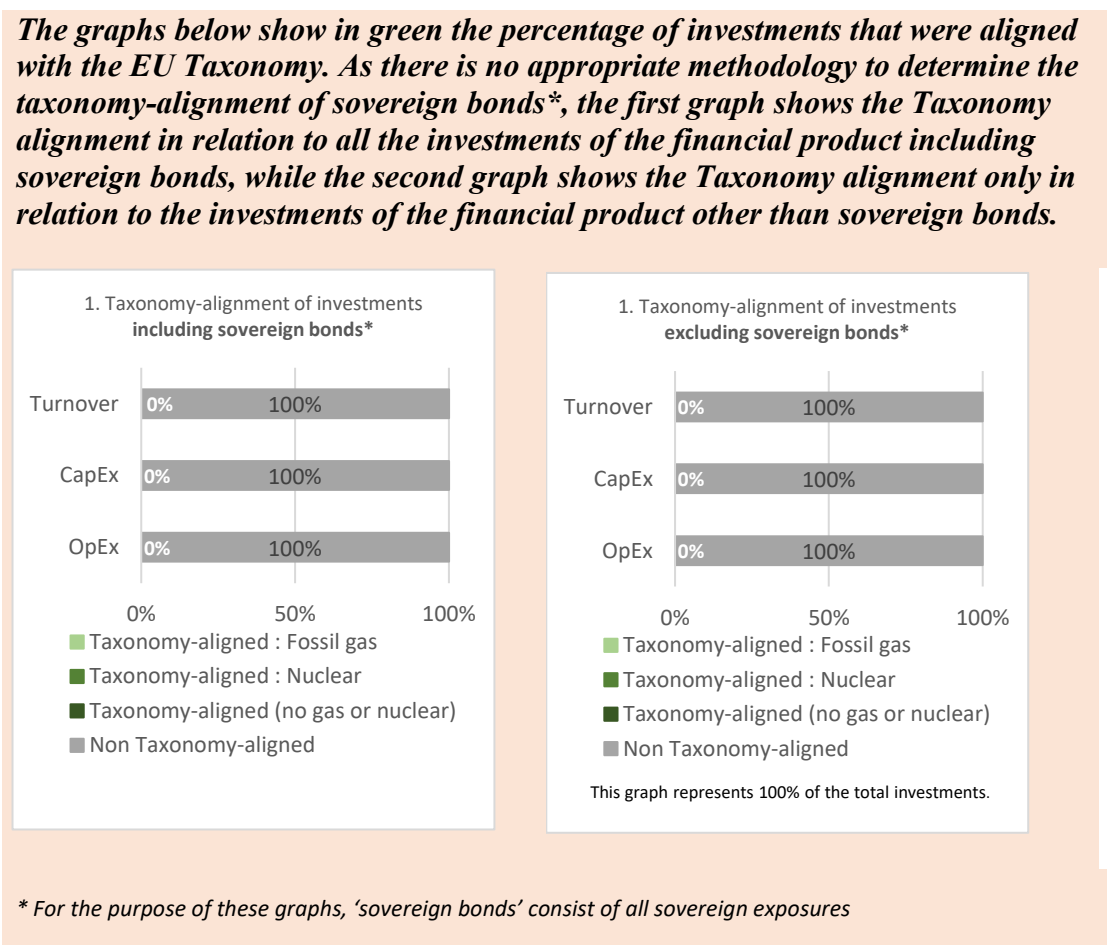 The graphs below show in green the percentage of investments that were aligned
with the EU Taxonomy. As there is no appropriate methodology to determine the
taxonomy-alignment of sovereign bonds*, the first graph shows the Taxonomy
alignment in relation to all the investments of the financial product including
sovereign bonds, while the second graph shows the Taxonomy alignment only in
relation to the investments of the financial product other than sovereign bonds.
1. Taxonomy-alignment of investments
including sovereign bonds*
Turnover 0% 100%
CapEx 0% 100%
OpEx 0% 100%
0% 50% 100%
Taxonomy-aligned : Fossil gas
Taxonomy-aligned : Nuclear
Taxonomy-aligned (no gas or nuclear)
Non Taxonomy-aligned
1. Taxonomy-alignment of investments
excluding sovereign bonds*
Turnover 0% 100%
CapEx 0% 100%
OpEx 0% 100%
0% 50% 100%
Taxonomy-aligned : Fossil gas
Taxonomy-aligned : Nuclear
Taxonomy-aligned (no gas or nuclear)
Non Taxonomy-aligned
This graph represents 100% of the total investments.
* For the purpose of these graphs, ‘sovereign bonds’ consist of all sovereign exposures